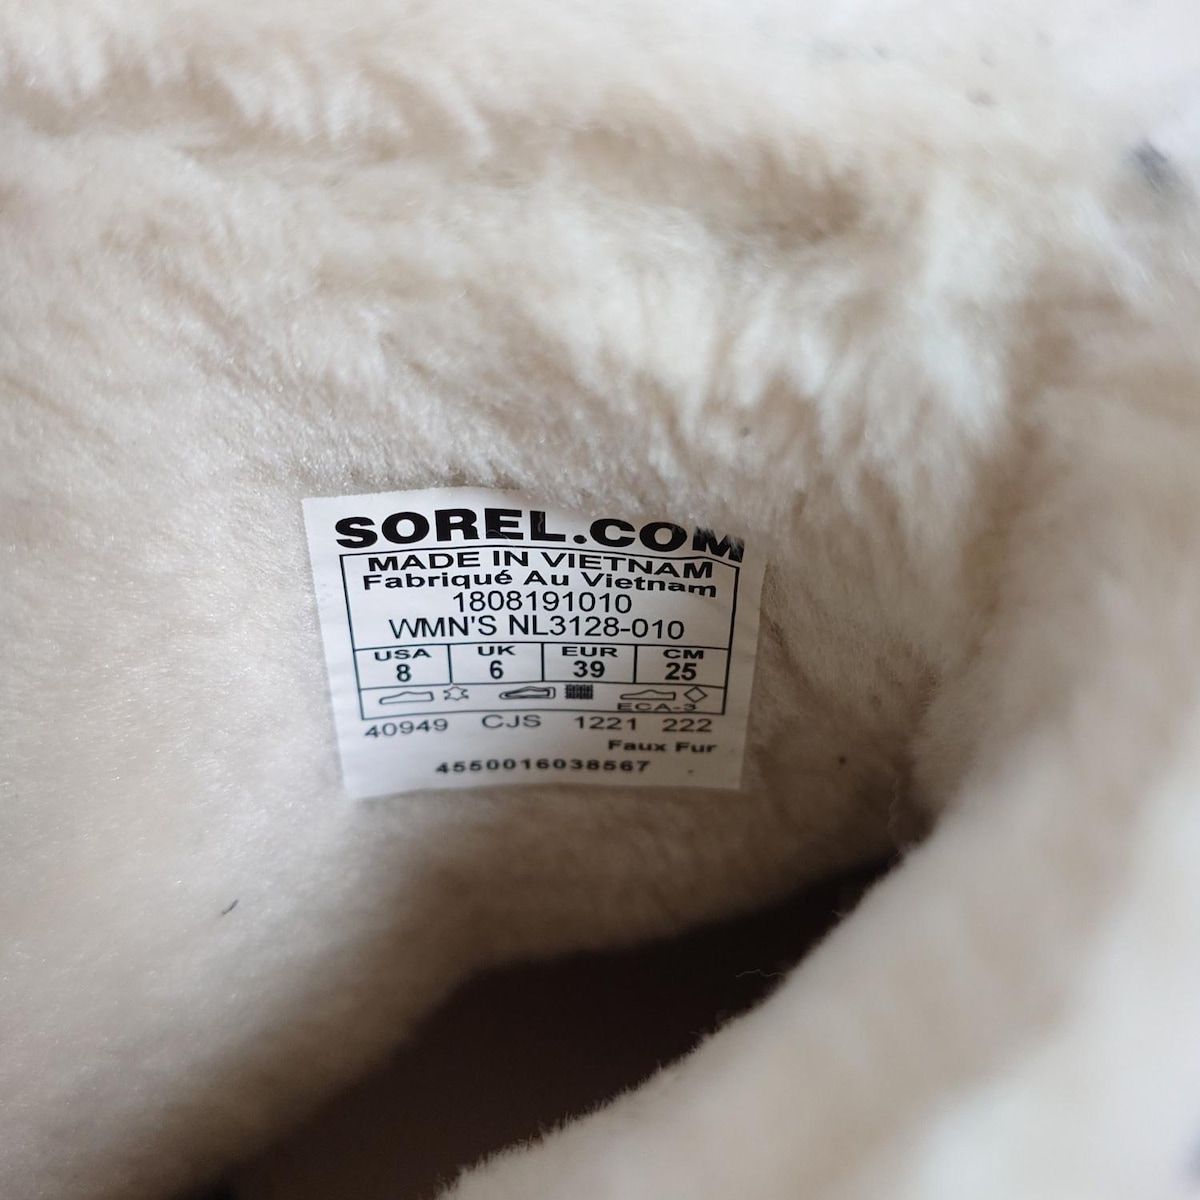 SOREL.COM
MADE IN VIETNAM
Fabriqué Au Vietnam
1808191010
WMN'S NL3128-010
USA UK EUR CM
8 6 39 25
ECA-3
40949 CJS 1221 222
Faux Fur
4550016038567